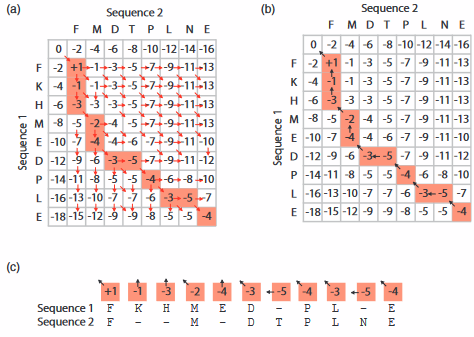 (a)
Sequence 2
F M D T P L N E
0 -2 -4 -6 -8 -10 -12 -14 -16
F -2 +1 -1 -3 -5 -7 -9 -11 -13
K -4 -1 -1 -3 -5 -7 -9 -11 -13
H -6 -3 -3 -3 -5 -7 -9 -11 -13
M -8 -5 -2 -4 -5 -7 -9 -11 -13
E -10 -7 -4 -4 -5 -7 -9 -11 -11
D -12 -9 -6 -3 -5 -7 -9 -11 -12
P -14 -11 -8 -5 -5 -4 -6 -8 -10
L -16 -13 -10 -7 -7 -6 -3 -5 -7
E -18 -15 -12 -9 -9 -8 -5 -5 -4
Sequence 1
(b)
Sequence 2
F M D T P L N E
0 -2 -4 -6 -8 -10 -12 -14 -16
F -2 +1 -1 -3 -5 -7 -9 -11 -13
K -4 -1 -1 -3 -5 -7 -9 -11 -13
H -6 -3 -3 -3 -5 -7 -9 -11 -13
M -8 -5 -2 -4 -5 -7 -9 -11 -13
E -10 -7 -4 -4 -5 -7 -9 -11 -11
D -12 -9 -6 -3 -5 -7 -9 -11 -12
P -14 -11 -8 -5 -5 -4 -6 -8 -10
L -16 -13 -10 -7 -7 -6 -3 -5 -7
E -18 -15 -12 -9 -9 -8 -5 -5 -4
Sequence 1
(c)
+1 -1 -3 -2 -4 -3 -5 -4 -3 -5 -4
Sequence 1 F K H M E D - P L - E
Sequence 2 F - - M - D T P L N E